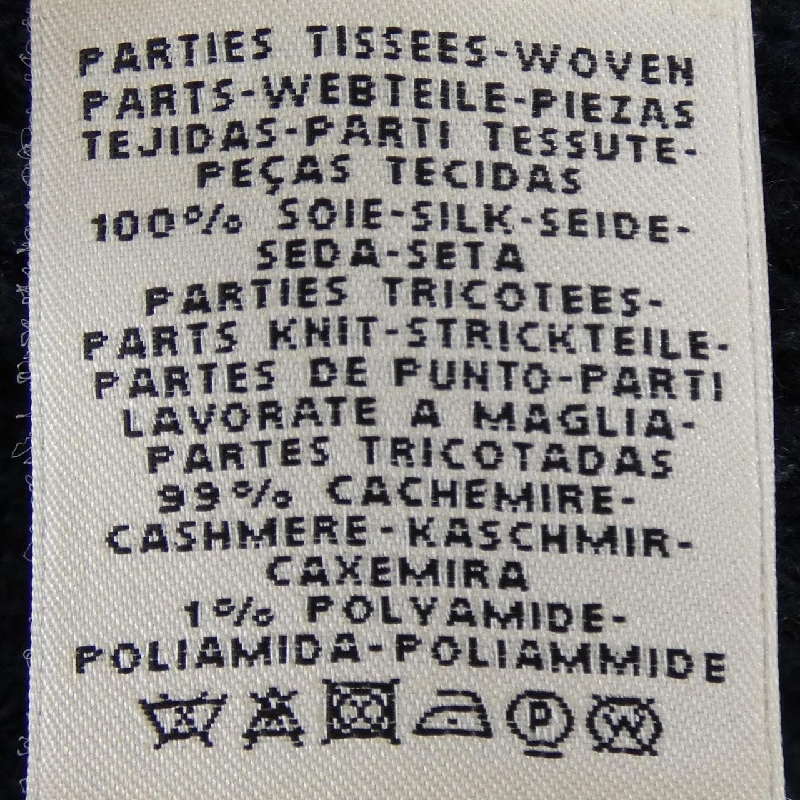 PARTIES TISSEES-WOVEN
PARTS-WEBTEILE-PIEZAS
TEJIDAS-PARTI TESSUTE-
PEÇAS TECIDAS
100% SOIE-SILK-SEIDE-
SEDA-SETA
PARTIES TRICOTEES-
PARTS KNIT-STRICKTEILE-
PARTES DE PUNTO-PARTI
LAVORATE A MAGLIA-
PARTES TRICOTADAS
99% CACHEMIRE-
CASHMERE-KASCHMIR-
CAXEMIRA
1% POLYAMIDE-
POLIAMIDA-POLIAMMIDE
P W